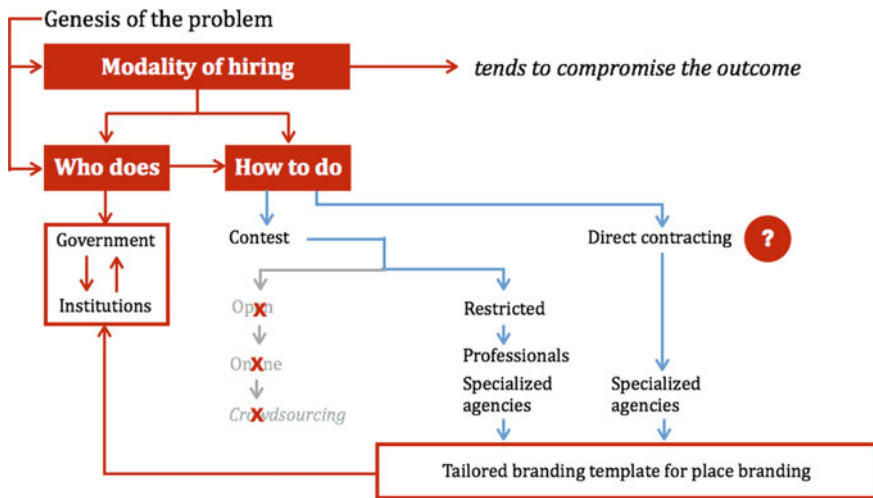 Genesis of the problem
Modality of hiring
tends to compromise the outcome
Who does
How to do
Government
Contest
Direct contracting
?
Institutions
Open
Restricted
Online
Professionals
Crowdsourcing
Specialized
agencies
Specialized
agencies
Tailored branding template for place branding